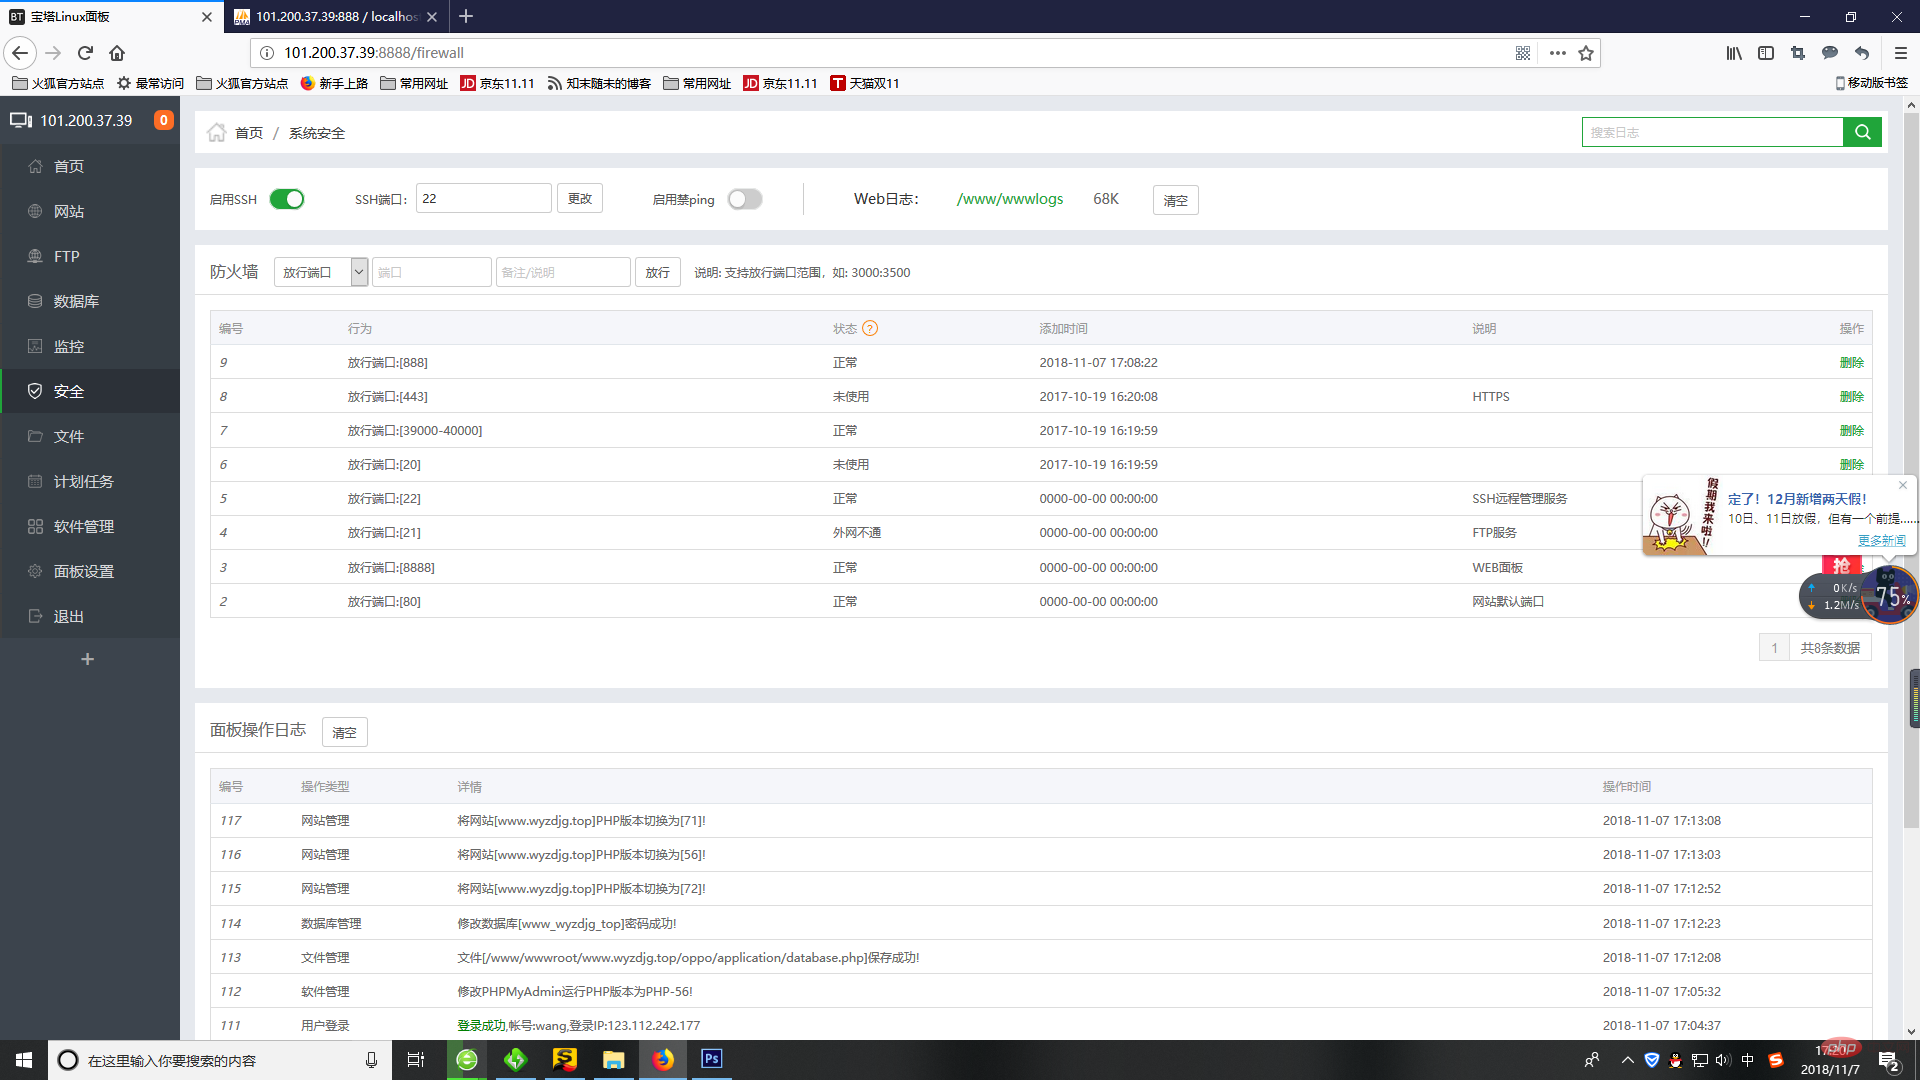 BT 宝塔Linux面板
101.200.37.39:888 / localhos
101.200.37.39:8888/firewall
火狐官方站点 最常访问 火狐官方站点 新手上路 常用网址 JD 京东11.11 知末随未的博客 常用网址 JD 京东11.11 T 天猫双11 移动版书签
101.200.37.39 0
首页
网站
FTP
数据库
监控
安全
文件
计划任务
软件管理
面板设置
退出
首页 / 系统安全
搜索日志
启用SSH SSH端口： 22 更改 启用禁ping Web日志： /www/wwwlogs 68K 清空
防火墙 放行端口 端口 备注/说明 放行 说明: 支持放行端口范围，如: 3000:3500
编号 行为 状态 ? 添加时间 说明 操作
9 放行端口:[888] 正常 2018-11-07 17:08:22 删除
8 放行端口:[443] 未使用 2017-10-19 16:20:08 HTTPS 删除
7 放行端口:[39000-40000] 正常 2017-10-19 16:19:59 删除
6 放行端口:[20] 未使用 2017-10-19 16:19:59 删除
5 放行端口:[22] 正常 0000-00-00 00:00:00 SSH远程管理服务
4 放行端口:[21] 外网不通 0000-00-00 00:00:00 FTP服务
3 放行端口:[8888] 正常 0000-00-00 00:00:00 WEB面板
2 放行端口:[80] 正常 0000-00-00 00:00:00 网站默认端口
假期我来啦!!
定了！12月新增两天假!
10日、11日放假，但有一个前提......
更多新闻
抢
0K/s
1.2M/s
75%
1 共8条数据
面板操作日志 清空
编号 操作类型 详情 操作时间
117 网站管理 将网站[www.wyzdjg.top]PHP版本切换为[71]! 2018-11-07 17:13:08
116 网站管理 将网站[www.wyzdjg.top]PHP版本切换为[56]! 2018-11-07 17:13:03
115 网站管理 将网站[www.wyzdjg.top]PHP版本切换为[72]! 2018-11-07 17:12:52
114 数据库管理 修改数据库[www_wyzdjg_top]密码成功! 2018-11-07 17:12:23
113 文件管理 文件[/www/wwwroot/www.wyzdjg.top/oppo/application/database.php]保存成功! 2018-11-07 17:12:08
112 软件管理 修改PHPMyAdmin运行PHP版本为PHP-56! 2018-11-07 17:05:32
111 用户登录 登录成功,帐号:wang,登录IP:123.112.242.177 2018-11-07 17:04:37
在这里输入你要搜索的内容
Ps
中
php
2018/11/7
2